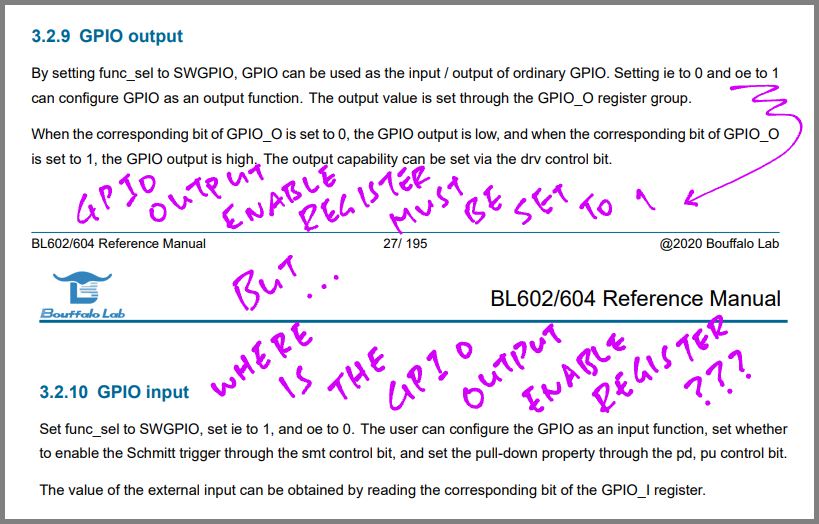 3.2.9 GPIO output
By setting func_sel to SWGPIO, GPIO can be used as the input / output of ordinary GPIO. Setting ie to 0 and oe to 1
can configure GPIO as an output function. The output value is set through the GPIO_O register group.
When the corresponding bit of GPIO_O is set to 0, the GPIO output is low, and when the corresponding bit of GPIO_O
is set to 1, the GPIO output is high. The output capability can be set via the drv control bit.
GPIO OUTPUT ENABLE REGISTER MUST BE SET TO 1
BL602/604 Reference Manual 27/ 195 @2020 Bouffalo Lab
BUT...
Bouffalo Lab
BL602/604 Reference Manual
WHERE IS THE GPIO OUTPUT ENABLE REGISTER ???
3.2.10 GPIO input
Set func_sel to SWGPIO, set ie to 1, and oe to 0. The user can configure the GPIO as an input function, set whether
to enable the Schmitt trigger through the smt control bit, and set the pull-down property through the pd, pu control bit.
The value of the external input can be obtained by reading the corresponding bit of the GPIO_I register.